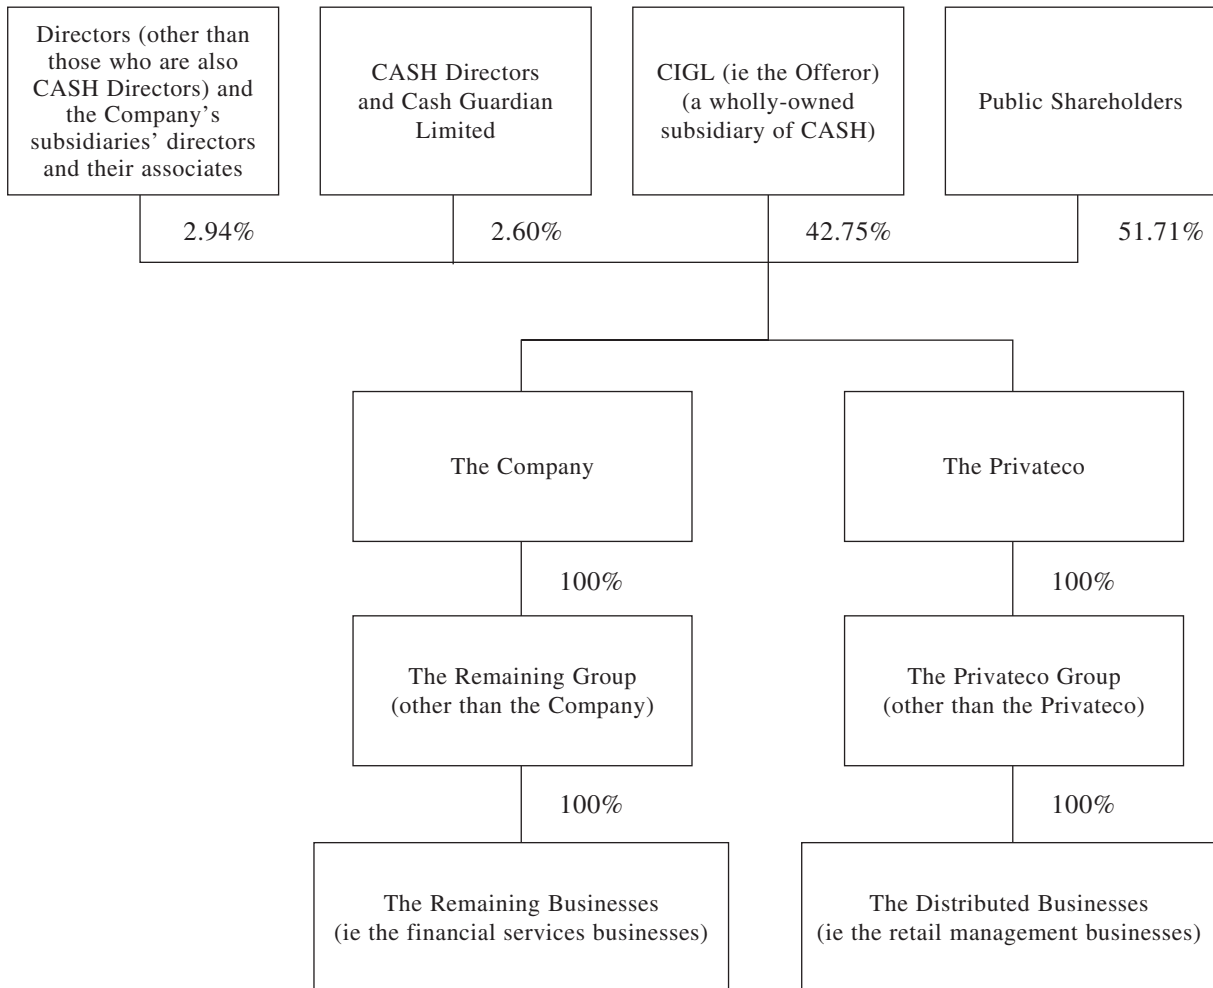 Directors (other than
those who are also
CASH Directors) and
the Company's
subsidiaries' directors
and their associates
CASH Directors
and Cash Guardian
Limited
CIGL (ie the Offeror)
(a wholly-owned
subsidiary of CASH)
Public Shareholders
2.94%
2.60%
42.75%
51.71%
The Company
The Privateco
100%
100%
The Remaining Group
(other than the Company)
The Privateco Group
(other than the Privateco)
100%
100%
The Remaining Businesses
(ie the financial services businesses)
The Distributed Businesses
(ie the retail management businesses)